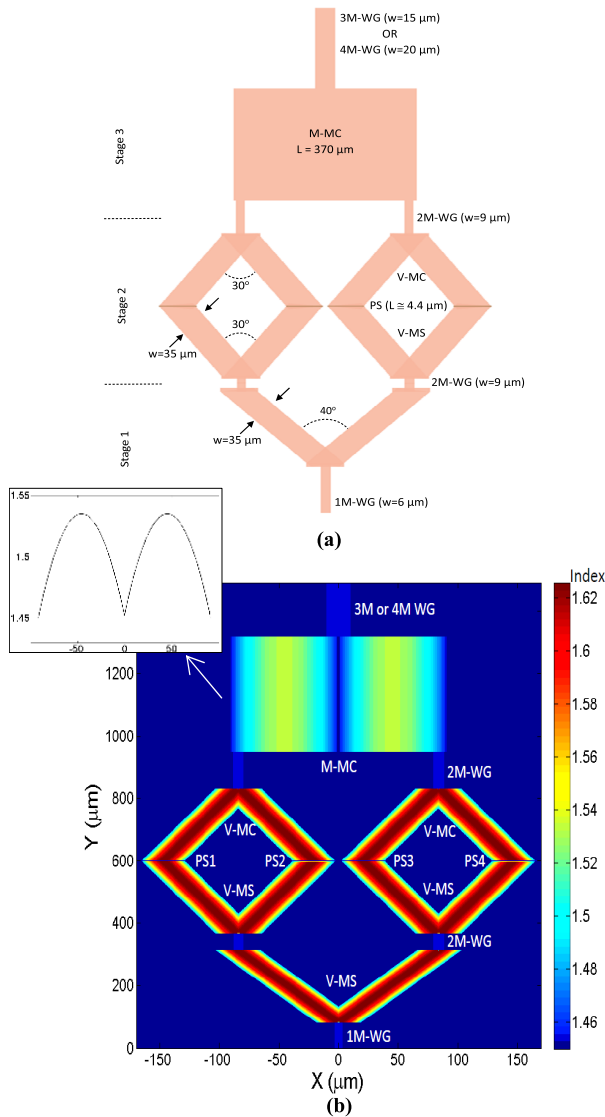 3M-WG (w=15 μm)
OR
4M-WG (w=20 μm)
Stage 3
M-MC
L = 370 μm
2M-WG (w=9 μm)
Stage 2
30°
30°
w=35 μm
V-MC
PS (L ≅ 4.4 μm)
V-MS
2M-WG (w=9 μm)
Stage 1
40°
w=35 μm
1M-WG (w=6 μm)
(a)
1.55
1.5
1.45
-50
0
50
Index
3M or 4M WG
M-MC
2M-WG
V-MC
V-MC
PS1
PS2
PS3
PS4
V-MS
V-MS
2M-WG
V-MS
1M-WG
1200
1000
800
600
400
200
0
Y (μm)
-150
-100
-50
0
50
100
150
X (μm)
1.62
1.6
1.58
1.56
1.54
1.52
1.5
1.48
1.46
(b)